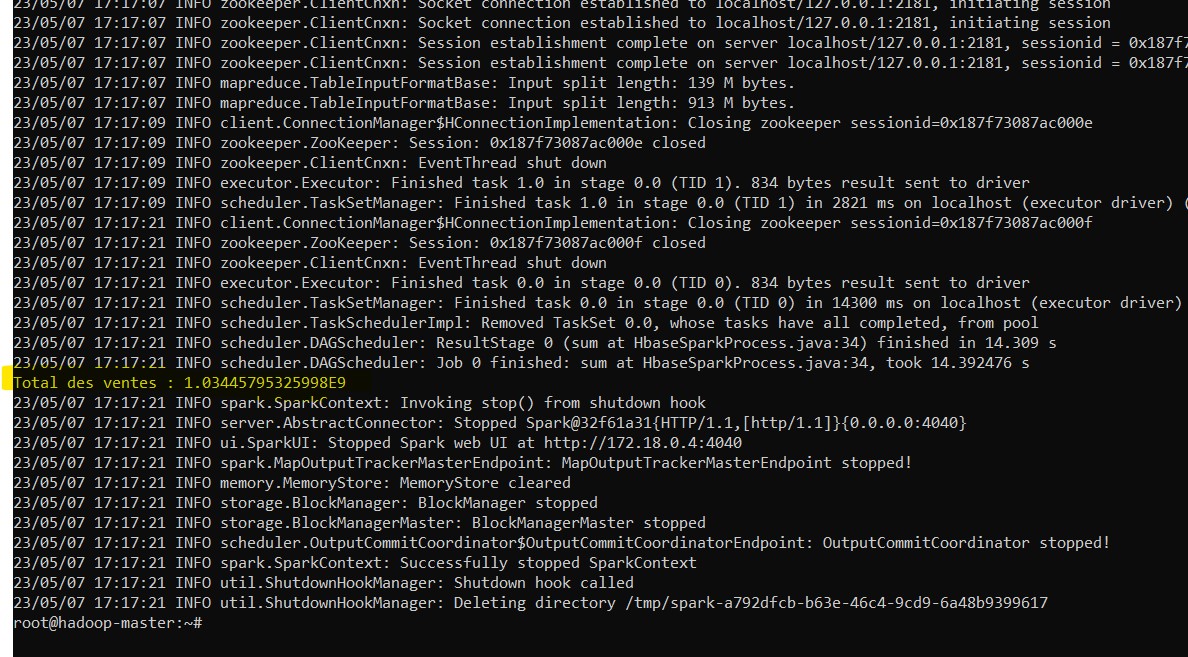 23/05/07 17:17:07 INFO zookeeper.ClientCnxn: Socket connection established to localhost/127.0.0.1:2181, initiating session
23/05/07 17:17:07 INFO zookeeper.ClientCnxn: Socket connection established to localhost/127.0.0.1:2181, initiating session
23/05/07 17:17:07 INFO zookeeper.ClientCnxn: Session establishment complete on server localhost/127.0.0.1:2181, sessionid = 0x187f7
23/05/07 17:17:07 INFO zookeeper.ClientCnxn: Session establishment complete on server localhost/127.0.0.1:2181, sessionid = 0x187f7
23/05/07 17:17:07 INFO mapreduce.TableInputFormatBase: Input split length: 139 M bytes.
23/05/07 17:17:07 INFO mapreduce.TableInputFormatBase: Input split length: 913 M bytes.
23/05/07 17:17:09 INFO client.ConnectionManager$HConnectionImplementation: Closing zookeeper sessionid=0x187f73087ac000e
23/05/07 17:17:09 INFO zookeeper.ZooKeeper: Session: 0x187f73087ac000e closed
23/05/07 17:17:09 INFO zookeeper.ClientCnxn: EventThread shut down
23/05/07 17:17:09 INFO executor.Executor: Finished task 1.0 in stage 0.0 (TID 1). 834 bytes result sent to driver
23/05/07 17:17:09 INFO scheduler.TaskSetManager: Finished task 1.0 in stage 0.0 (TID 1) in 2821 ms on localhost (executor driver) (
23/05/07 17:17:21 INFO client.ConnectionManager$HConnectionImplementation: Closing zookeeper sessionid=0x187f73087ac000f
23/05/07 17:17:21 INFO zookeeper.ZooKeeper: Session: 0x187f73087ac000f closed
23/05/07 17:17:21 INFO zookeeper.ClientCnxn: EventThread shut down
23/05/07 17:17:21 INFO executor.Executor: Finished task 0.0 in stage 0.0 (TID 0). 834 bytes result sent to driver
23/05/07 17:17:21 INFO scheduler.TaskSetManager: Finished task 0.0 in stage 0.0 (TID 0) in 14300 ms on localhost (executor driver)
23/05/07 17:17:21 INFO scheduler.TaskSchedulerImpl: Removed TaskSet 0.0, whose tasks have all completed, from pool
23/05/07 17:17:21 INFO scheduler.DAGScheduler: ResultStage 0 (sum at HbaseSparkProcess.java:34) finished in 14.309 s
23/05/07 17:17:21 INFO scheduler.DAGScheduler: Job 0 finished: sum at HbaseSparkProcess.java:34, took 14.392476 s
Total des ventes : 1.03445795325998E9
23/05/07 17:17:21 INFO spark.SparkContext: Invoking stop() from shutdown hook
23/05/07 17:17:21 INFO server.AbstractConnector: Stopped Spark@32f61a31{HTTP/1.1,[http/1.1]}{0.0.0.0:4040}
23/05/07 17:17:21 INFO ui.SparkUI: Stopped Spark web UI at http://172.18.0.4:4040
23/05/07 17:17:21 INFO spark.MapOutputTrackerMasterEndpoint: MapOutputTrackerMasterEndpoint stopped!
23/05/07 17:17:21 INFO memory.MemoryStore: MemoryStore cleared
23/05/07 17:17:21 INFO storage.BlockManager: BlockManager stopped
23/05/07 17:17:21 INFO storage.BlockManagerMaster: BlockManagerMaster stopped
23/05/07 17:17:21 INFO scheduler.OutputCommitCoordinator$OutputCommitCoordinatorEndpoint: OutputCommitCoordinator stopped!
23/05/07 17:17:21 INFO spark.SparkContext: Successfully stopped SparkContext
23/05/07 17:17:21 INFO util.ShutdownHookManager: Shutdown hook called
23/05/07 17:17:21 INFO util.ShutdownHookManager: Deleting directory /tmp/spark-a792dfcb-b63e-46c4-9cd9-6a48b9399617
root@hadoop-master:~#